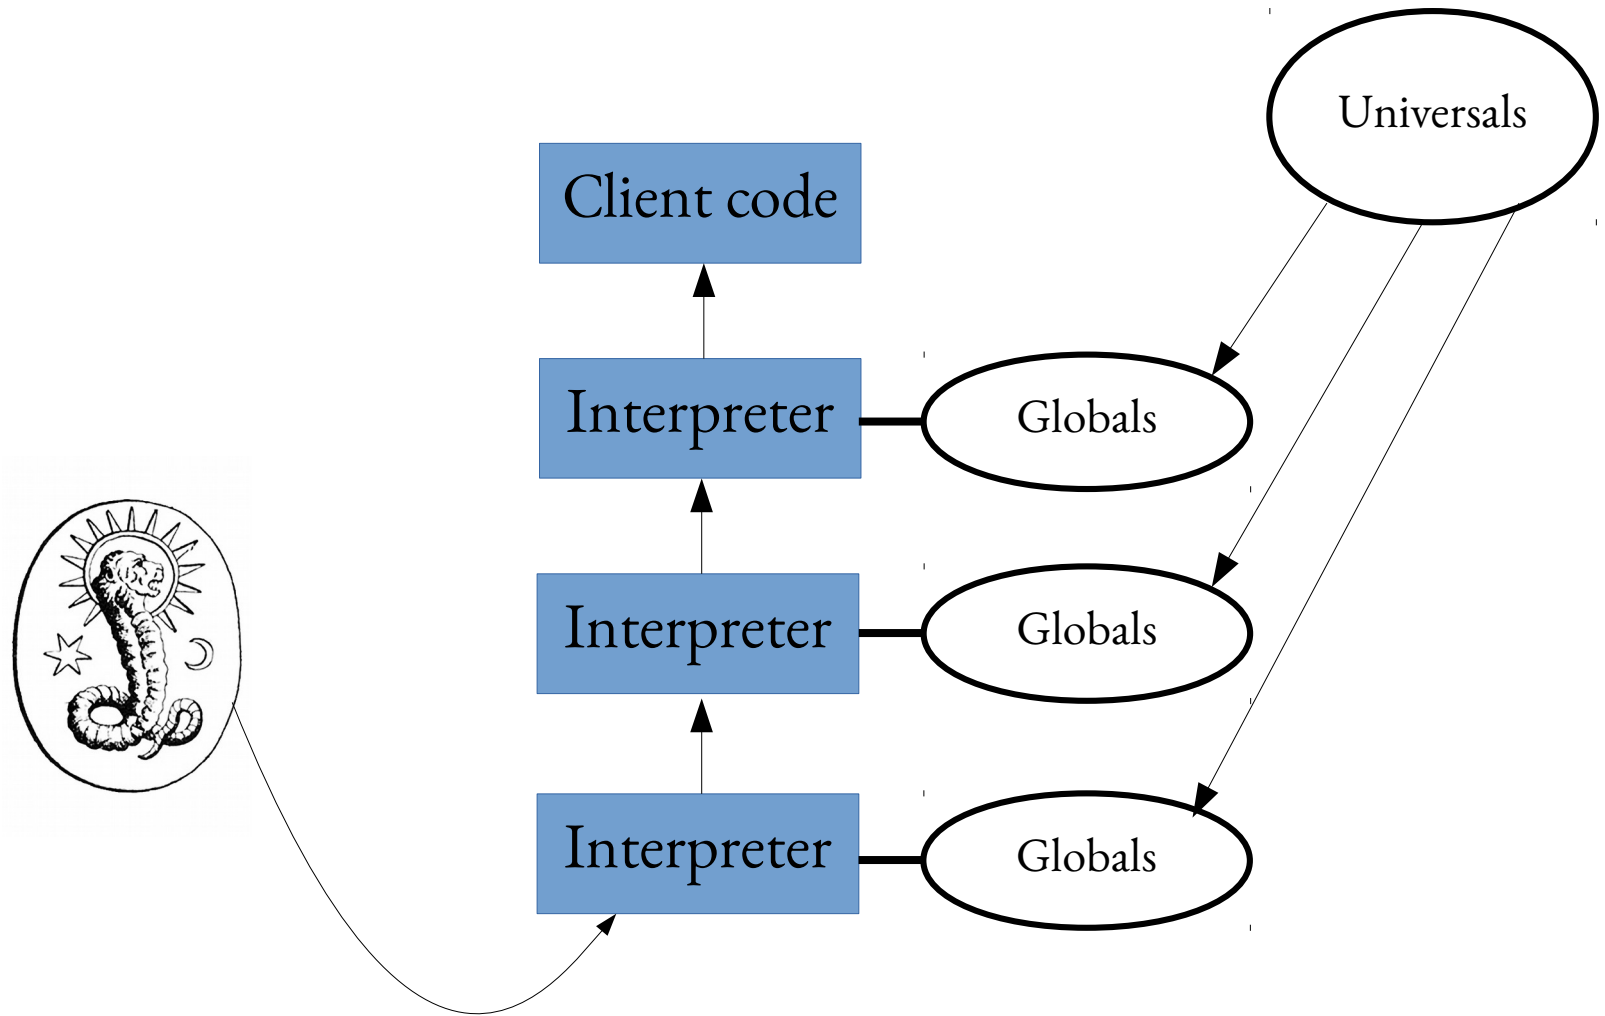 Universals
Client code
Interpreter
Globals
Interpreter
Globals
Interpreter
Globals